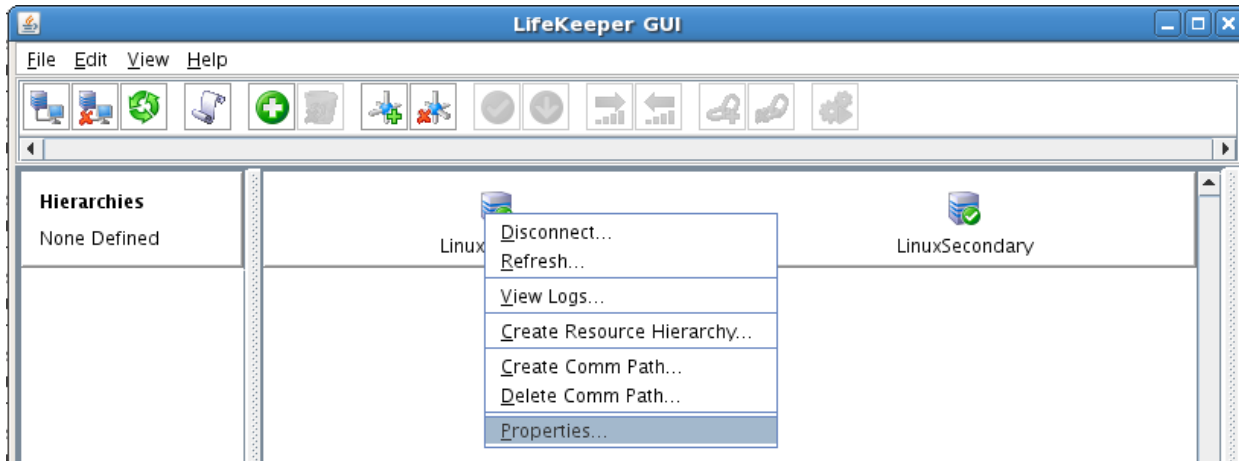 LifeKeeper GUI
File Edit View Help
Hierarchies
None Defined
Linux
LinuxSecondary
Disconnect...
Refresh...
View Logs...
Create Resource Hierarchy...
Create Comm Path...
Delete Comm Path...
Properties...